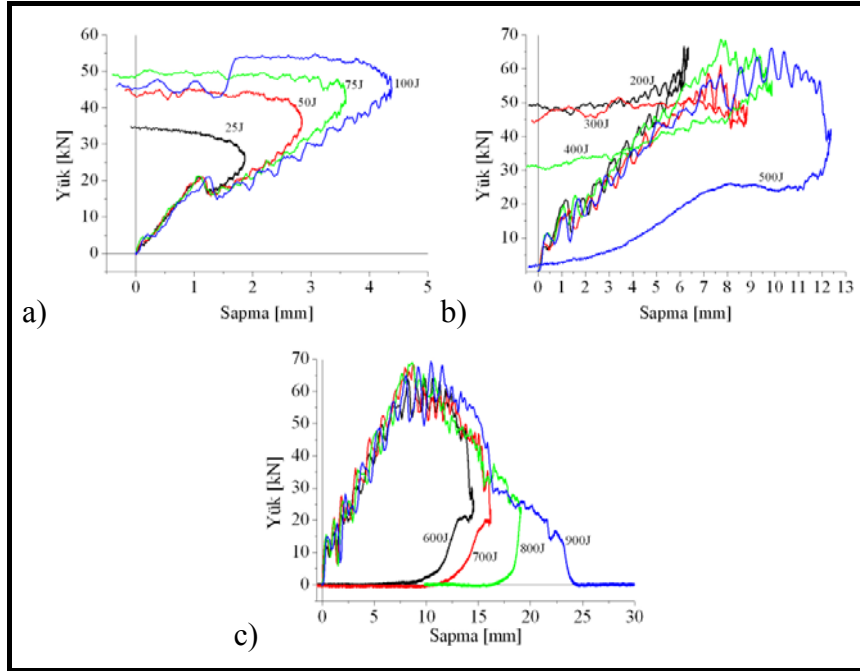 60
50
40
30
20
10
0
Yük [kN]
25J
50J
75J
100J
0 1 2 3 4 5
Sapma [mm]
a)
70
60
50
40
30
20
10
Yük [kN]
200J
300J
400J
500J
0 1 2 3 4 5 6 7 8 9 10 11 12 13
Sapma [mm]
b)
70
60
50
40
30
20
10
0
Yük [kN]
600J
700J
800J
900J
0 5 10 15 20 25 30
Sapma [mm]
c)